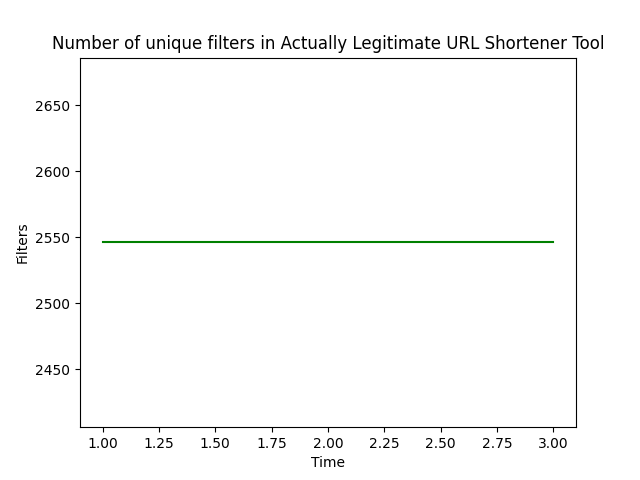 Number of unique filters in Actually Legitimate URL Shortener Tool
2650
2600
2550
2500
2450
Filters
1.00 1.25 1.50 1.75 2.00 2.25 2.50 2.75 3.00
Time